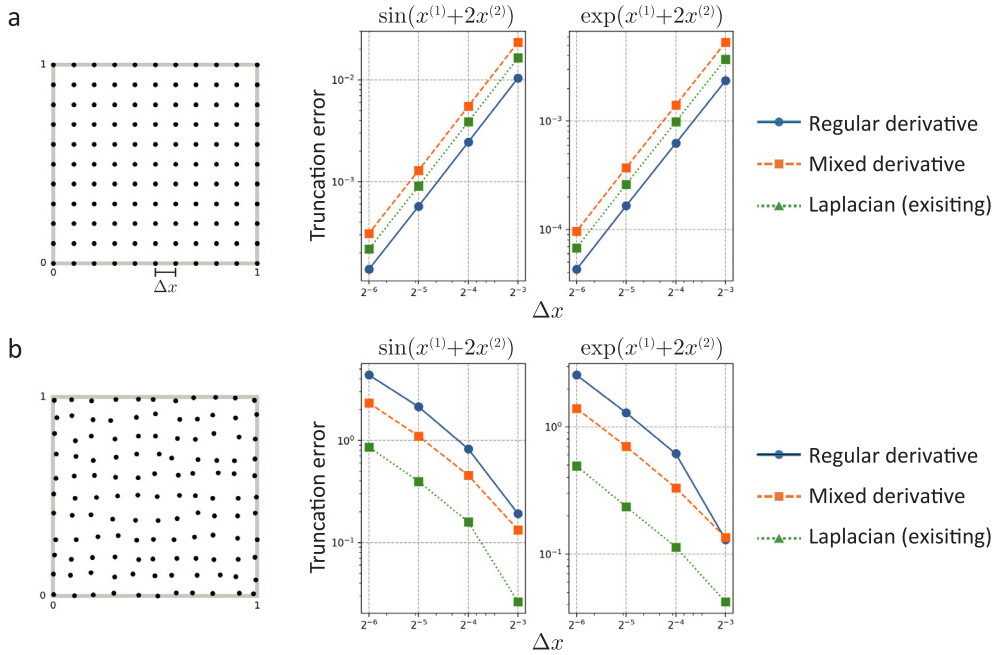 a
sin(x⁽¹⁾+2x⁽²⁾)
exp(x⁽¹⁾+2x⁽²⁾)
1
0
0
1
Δx
Truncation error
10⁻²
10⁻³
2⁻⁶
2⁻⁵
2⁻⁴
2⁻³
10⁻³
10⁻⁴
2⁻⁶
2⁻⁵
2⁻⁴
2⁻³
Δx
Regular derivative
Mixed derivative
Laplacian (exisiting)
b
sin(x⁽¹⁾+2x⁽²⁾)
exp(x⁽¹⁾+2x⁽²⁾)
1
0
0
1
Truncation error
10⁰
10⁻¹
2⁻⁶
2⁻⁵
2⁻⁴
2⁻³
10⁰
10⁻¹
2⁻⁶
2⁻⁵
2⁻⁴
2⁻³
Δx
Regular derivative
Mixed derivative
Laplacian (exisiting)